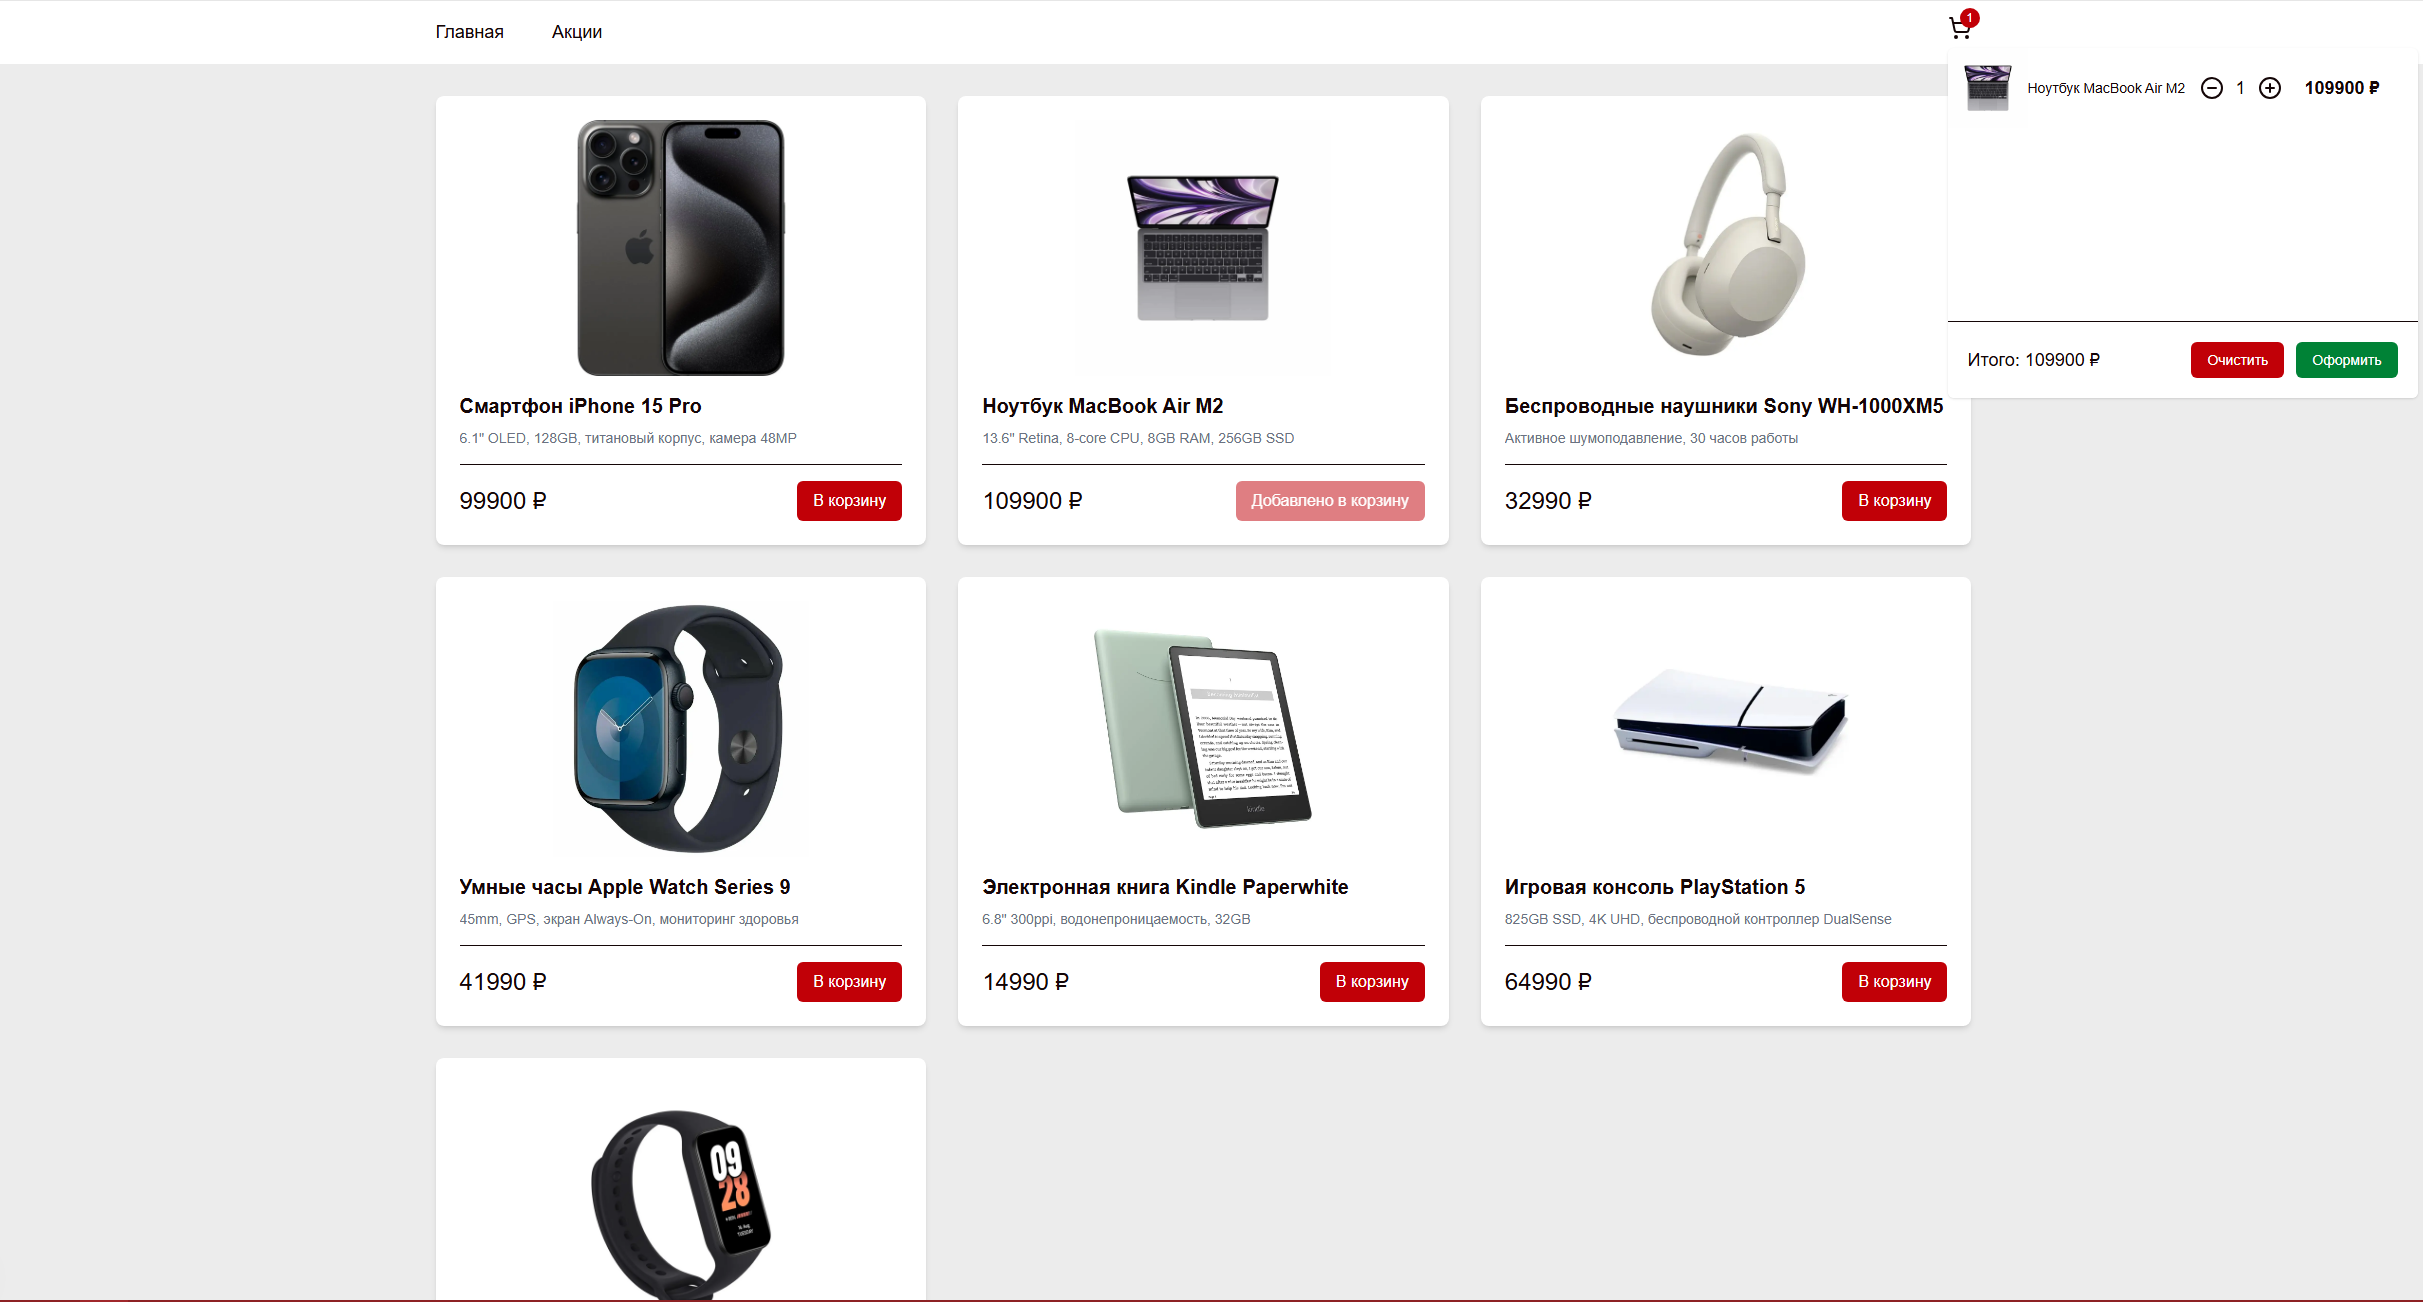 Главная
Акции
1
Ноутбук MacBook Air M2
1
109900 ₽
Итого: 109900 ₽
Очистить
Оформить
Смартфон iPhone 15 Pro
6.1" OLED, 128GB, титановый корпус, камера 48MP
99900 ₽
В корзину
Ноутбук MacBook Air M2
13.6" Retina, 8-core CPU, 8GB RAM, 256GB SSD
109900 ₽
Добавлено в корзину
Беспроводные наушники Sony WH-1000XM5
Активное шумоподавление, 30 часов работы
32990 ₽
В корзину
Умные часы Apple Watch Series 9
45mm, GPS, экран Always-On, мониторинг здоровья
41990 ₽
В корзину
kindle
Электронная книга Kindle Paperwhite
6.8" 300ppi, водонепроницаемость, 32GB
14990 ₽
В корзину
Игровая консоль PlayStation 5
825GB SSD, 4K UHD, беспроводной контроллер DualSense
64990 ₽
В корзину
09
28